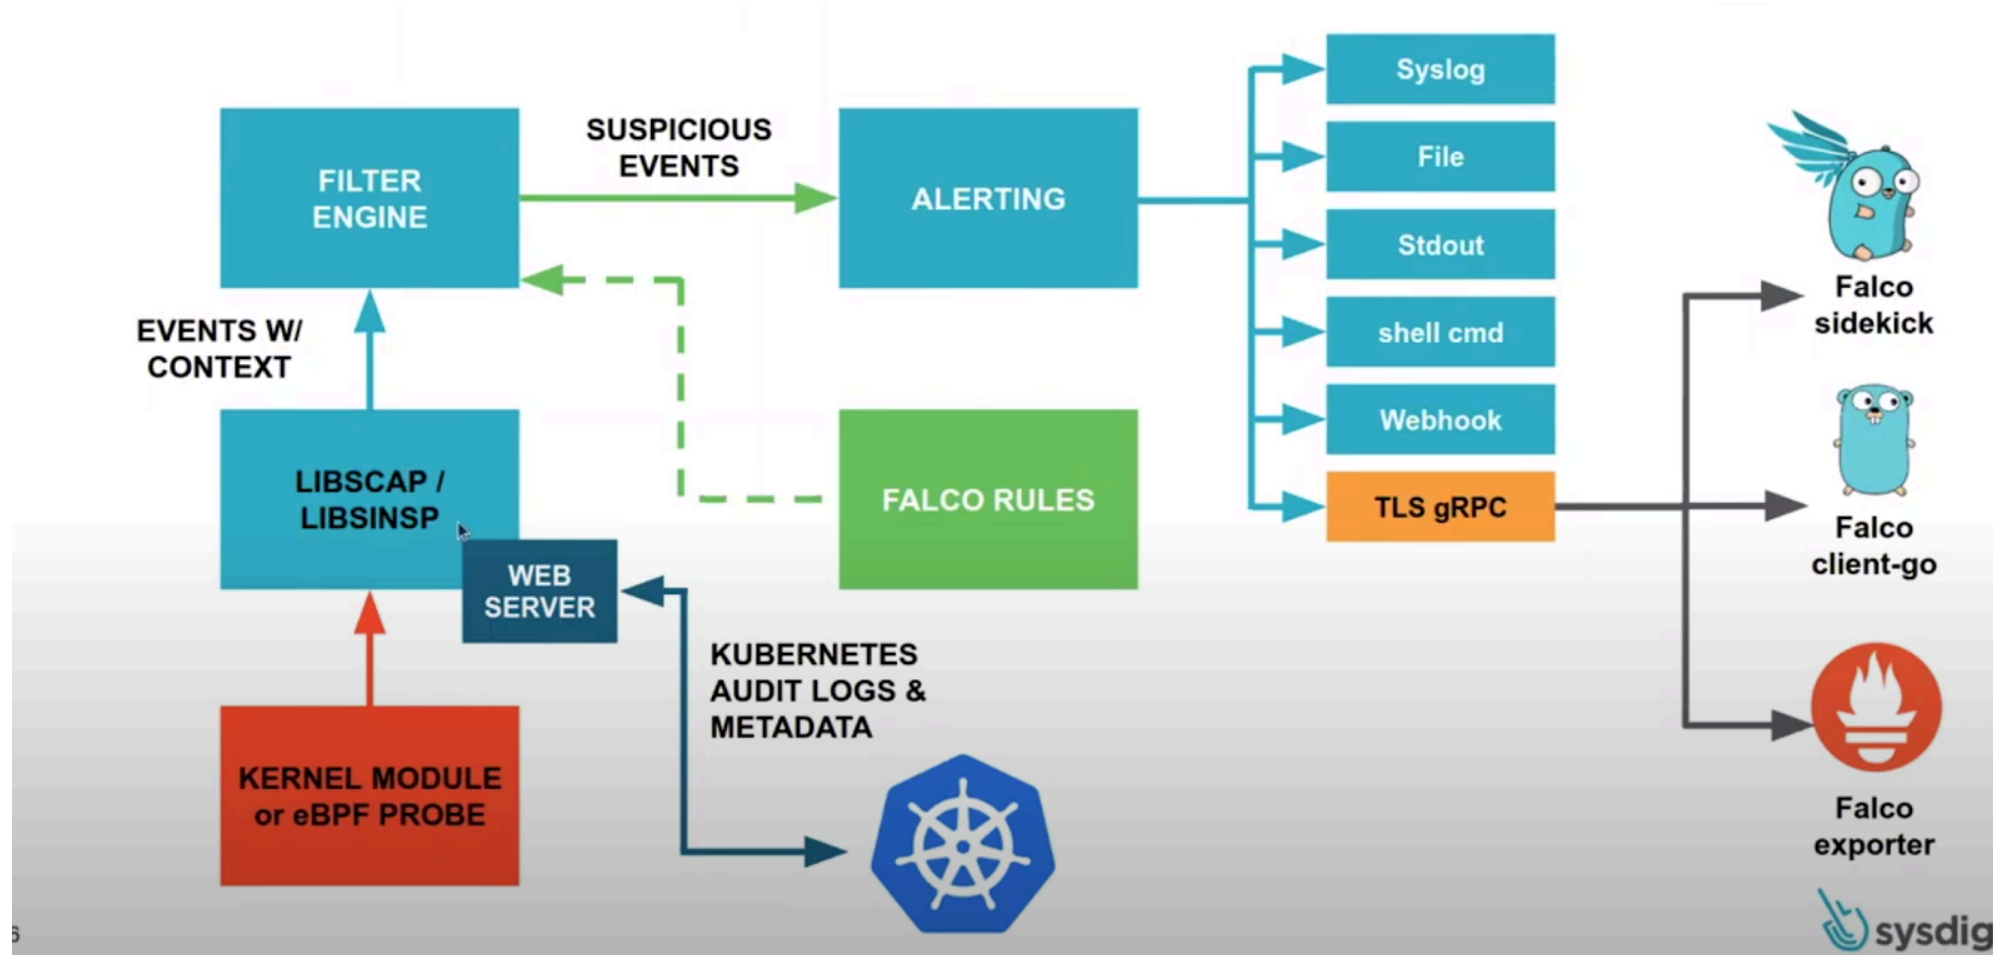 FILTER
ENGINE
SUSPICIOUS
EVENTS
ALERTING
Syslog
File
Stdout
shell cmd
Webhook
TLS gRPC
Falco
sidekick
Falco
client-go
Falco
exporter
EVENTS W/
CONTEXT
LIBSCAP /
LIBSINSP
WEB
SERVER
FALCO RULES
KUBERNETES
AUDIT LOGS &
METADATA
KERNEL MODULE
or eBPF PROBE
sysdig